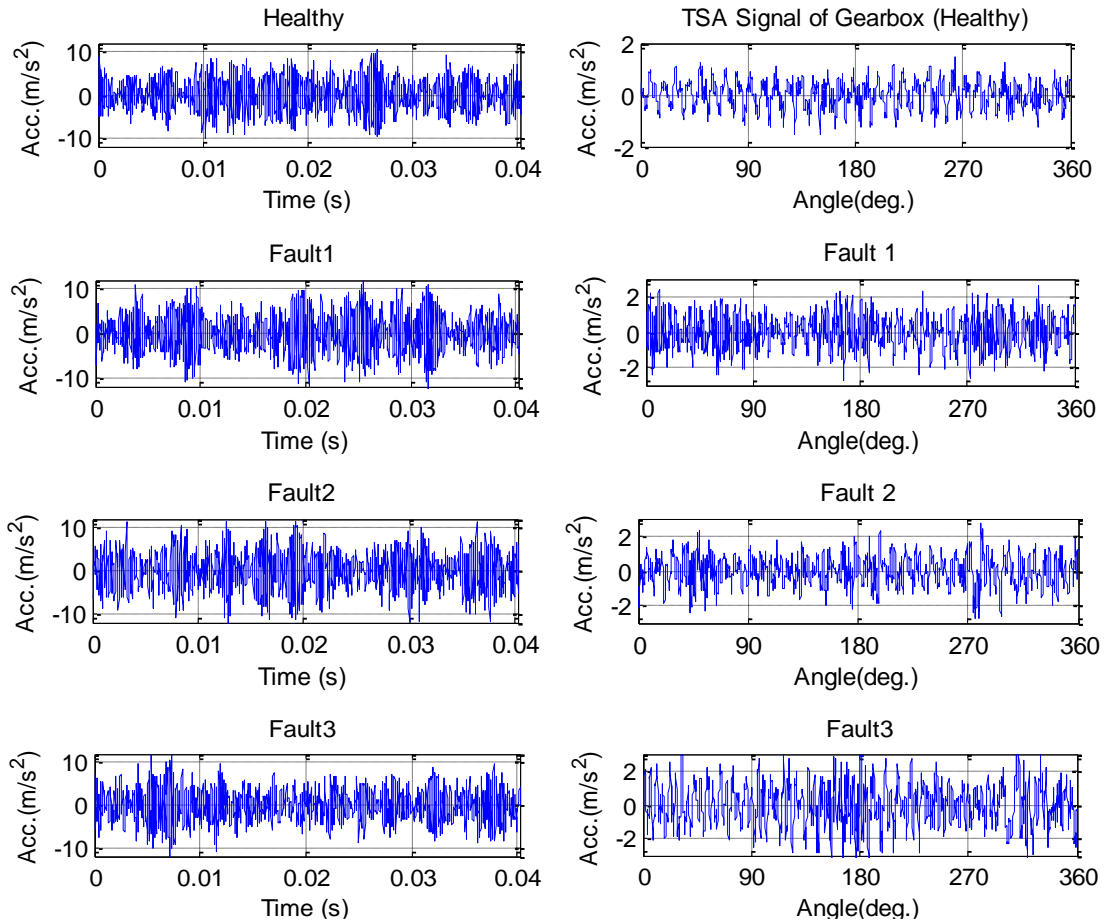 Healthy
Acc.(m/s²)
10
0
-10
0 0.01 0.02 0.03 0.04
Time (s)
TSA Signal of Gearbox (Healthy)
Acc.(m/s²)
2
0
-2
0 90 180 270 360
Angle(deg.)
Fault1
Acc.(m/s²)
10
0
-10
0 0.01 0.02 0.03 0.04
Time (s)
Fault 1
Acc.(m/s²)
2
0
-2
0 90 180 270 360
Angle(deg.)
Fault2
Acc.(m/s²)
10
0
-10
0 0.01 0.02 0.03 0.04
Time (s)
Fault 2
Acc.(m/s²)
2
0
-2
0 90 180 270 360
Angle(deg.)
Fault3
Acc.(m/s²)
10
0
-10
0 0.01 0.02 0.03 0.04
Time (s)
Fault3
Acc.(m/s²)
2
0
-2
0 90 180 270 360
Angle(deg.)